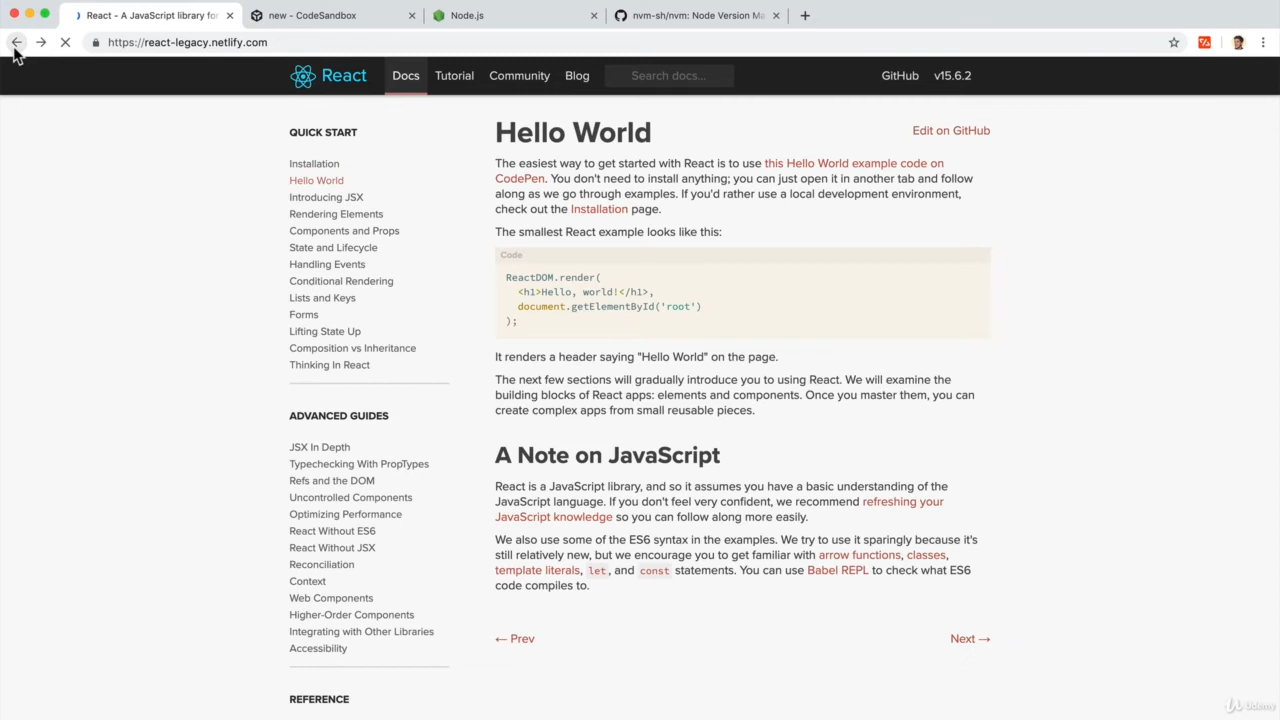 React - A JavaScript library for
new - CodeSandbox
Node.js
nvm-sh/nvm: Node Version Ma
https://react-legacy.netlify.com
React
Docs
Tutorial
Community
Blog
Search docs...
GitHub
v15.6.2
QUICK START
Installation
Hello World
Introducing JSX
Rendering Elements
Components and Props
State and Lifecycle
Handling Events
Conditional Rendering
Lists and Keys
Forms
Lifting State Up
Composition vs Inheritance
Thinking In React
ADVANCED GUIDES
JSX In Depth
Typechecking With PropTypes
Refs and the DOM
Uncontrolled Components
Optimizing Performance
React Without ES6
React Without JSX
Reconciliation
Context
Web Components
Higher-Order Components
Integrating with Other Libraries
Accessibility
REFERENCE
Hello World
Edit on GitHub
The easiest way to get started with React is to use this Hello World example code on
CodePen. You don't need to install anything; you can just open it in another tab and follow
along as we go through examples. If you'd rather use a local development environment,
check out the Installation page.
The smallest React example looks like this:
Code
ReactDOM.render(
<h1>Hello, world!</h1>,
document.getElementById('root')
);
It renders a header saying "Hello World" on the page.
The next few sections will gradually introduce you to using React. We will examine the
building blocks of React apps: elements and components. Once you master them, you can
create complex apps from small reusable pieces.
A Note on JavaScript
React is a JavaScript library, and so it assumes you have a basic understanding of the
JavaScript language. If you don't feel very confident, we recommend refreshing your
JavaScript knowledge so you can follow along more easily.
We also use some of the ES6 syntax in the examples. We try to use it sparingly because it's
still relatively new, but we encourage you to get familiar with arrow functions, classes,
template literals, let, and const statements. You can use Babel REPL to check what ES6
code compiles to.
← Prev
Next →
Udemy